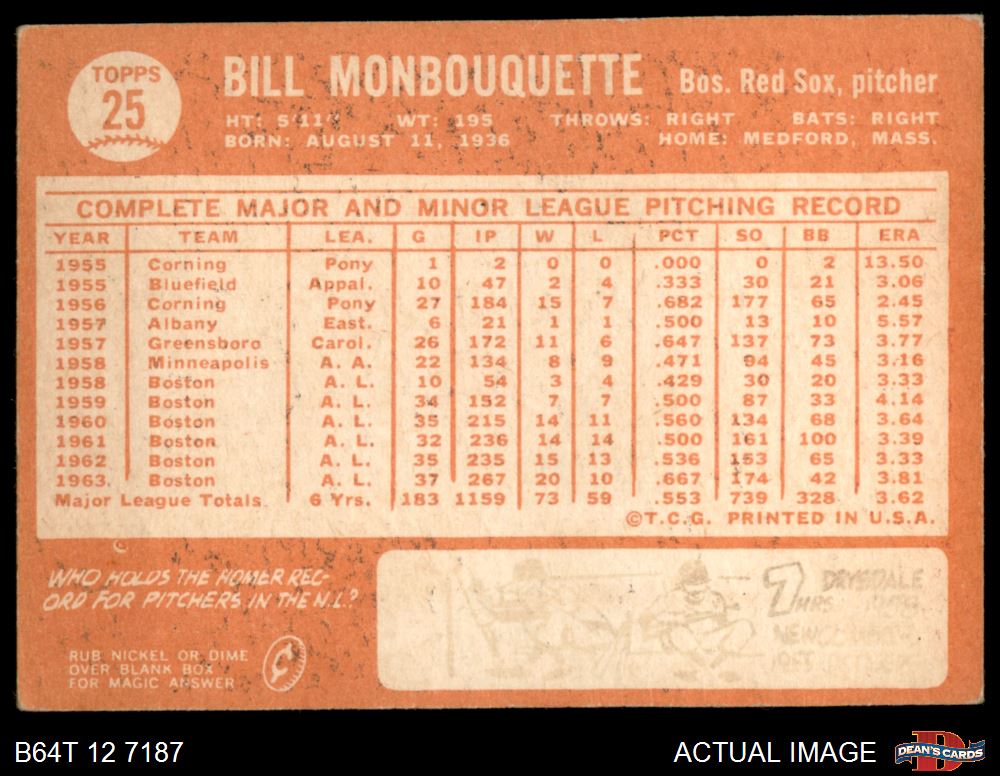 TOPPS
25
BILL MONBOUQUETTE Bos. Red Sox, pitcher
HT: 5'11" WT: 195 THROWS: RIGHT BATS: RIGHT
BORN: AUGUST 11, 1936 HOME: MEDFORD, MASS.
COMPLETE MAJOR AND MINOR LEAGUE PITCHING RECORD
YEAR TEAM LEA. G IP W L PCT SO BB ERA
1955 Corning Pony 1 2 0 0 .000 0 2 13.50
1955 Bluefield Appal. 10 47 2 4 .333 30 21 3.06
1956 Corning Pony 27 184 15 7 .682 177 65 2.45
1957 Albany East. 6 21 1 1 .500 13 10 5.57
1957 Greensboro Carol. 26 172 11 6 .647 137 73 3.77
1958 Minneapolis A. A. 22 134 8 9 .471 94 45 3.16
1958 Boston A. L. 10 54 3 4 .429 30 20 3.33
1959 Boston A. L. 34 152 7 7 .500 87 33 4.14
1960 Boston A. L. 35 215 14 11 .560 134 68 3.64
1961 Boston A. L. 32 236 14 14 .500 161 100 3.39
1962 Boston A. L. 35 235 15 13 .536 153 65 3.33
1963. Boston A. L. 37 267 20 10 .667 174 42 3.81
Major League Totals 6 Yrs. 183 1159 73 59 .553 739 328 3.62
©T.C.G. PRINTED IN U.S.A.
WHO HOLDS THE HOMER REC-
ORD FOR PITCHERS IN THE N.L.?
RUB NICKEL OR DIME
OVER BLANK BOX
FOR MAGIC ANSWER
7 DRYSDALE
HRS
B64T 12 7187
ACTUAL IMAGE
D
DEAN'S CARDS